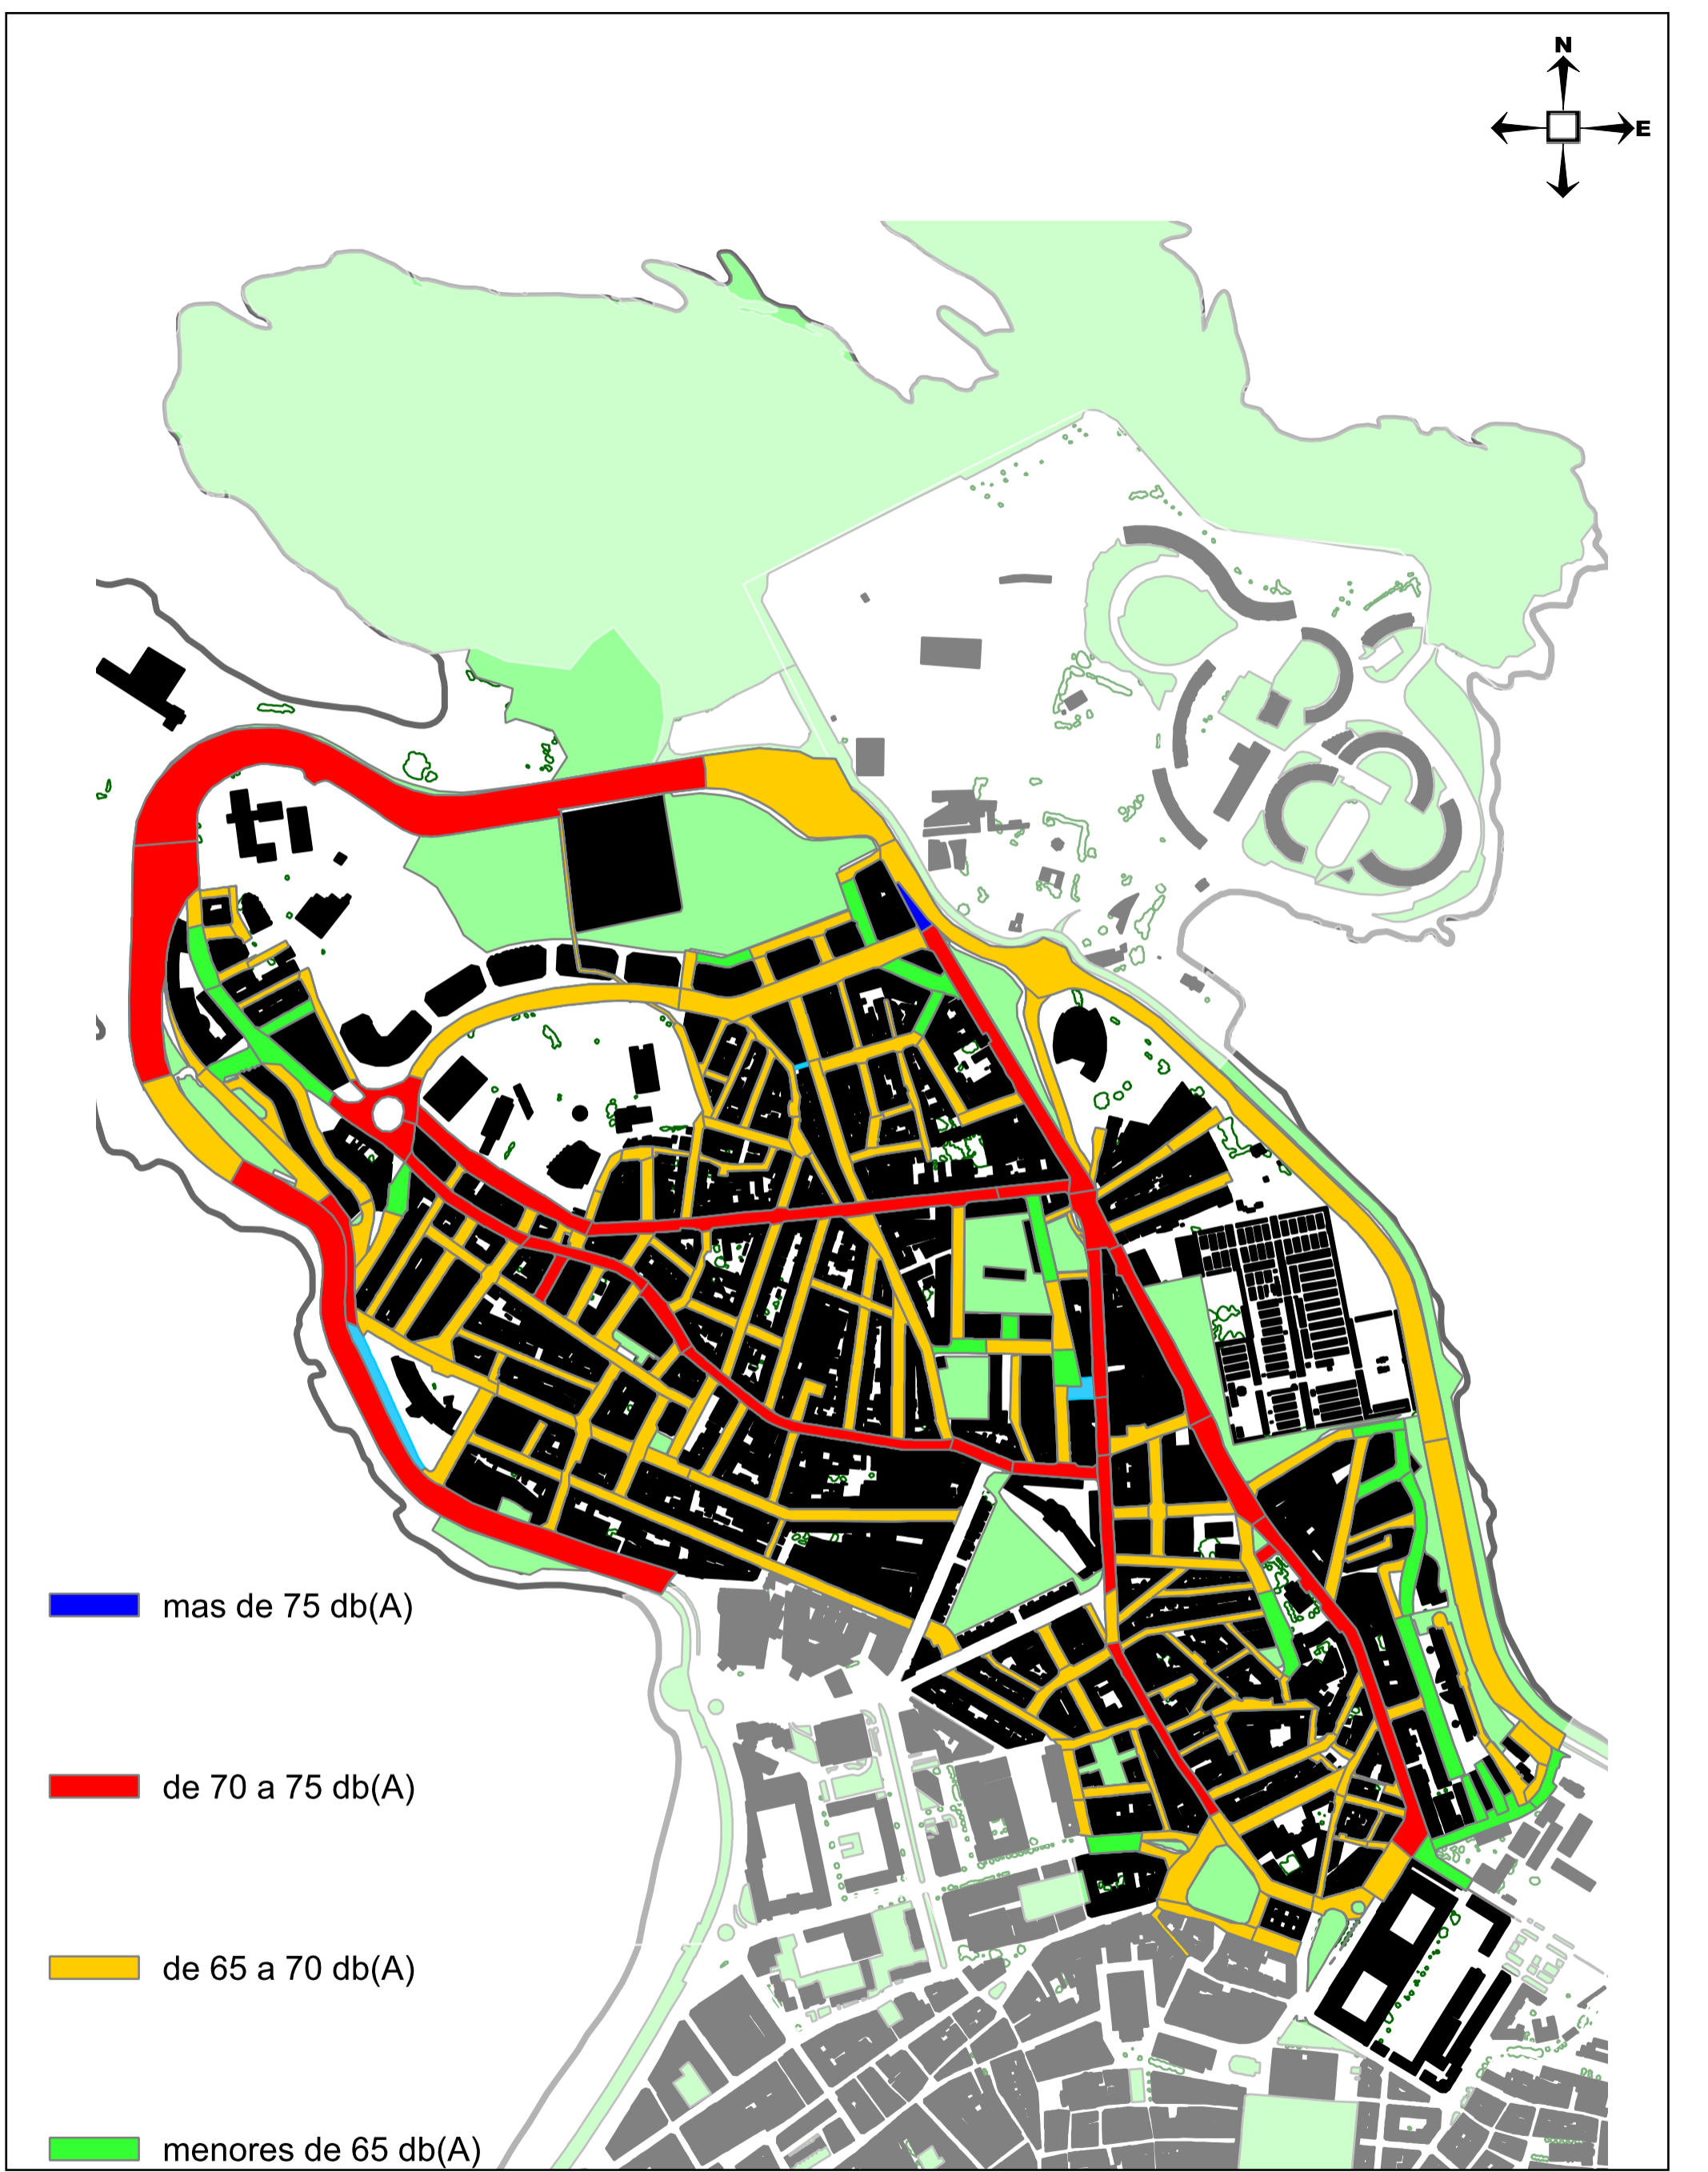 N
E
mas de 75 db(A)
de 70 a 75 db(A)
de 65 a 70 db(A)
menores de 65 db(A)